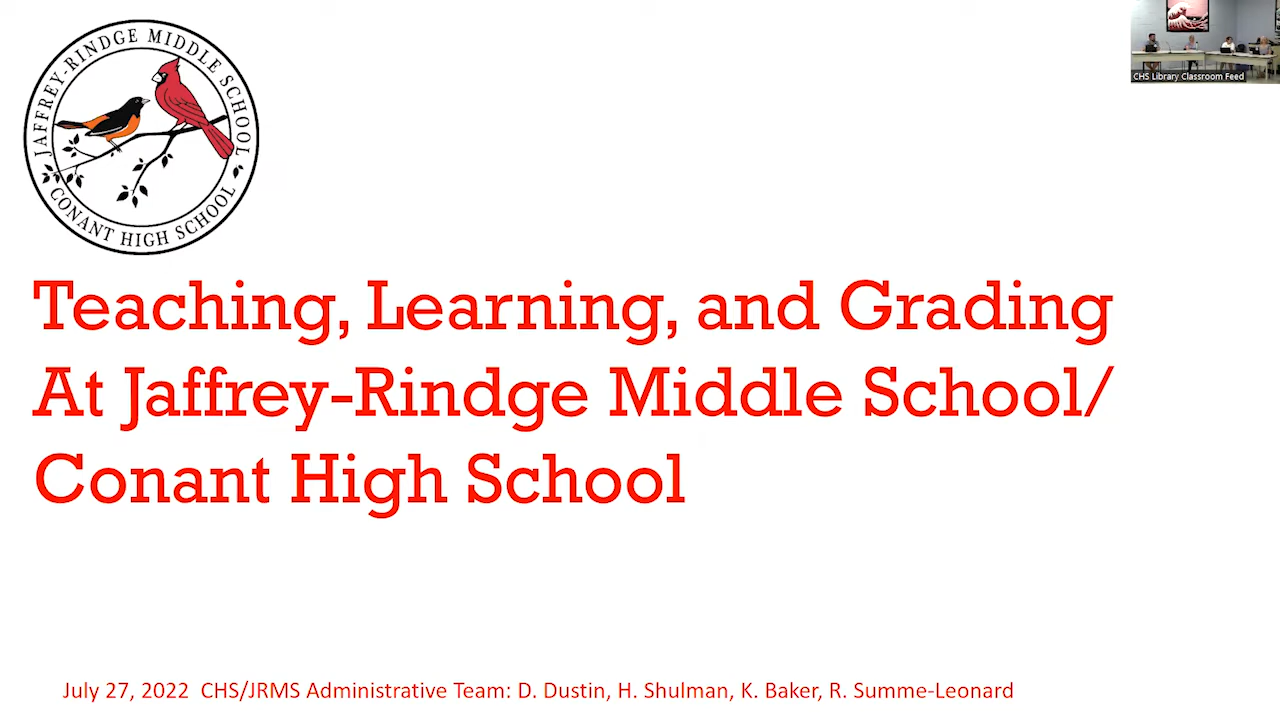 JAFFREY-RINDGE MIDDLE SCHOOL
CONANT HIGH SCHOOL
CHS Library Classroom Feed
Teaching, Learning, and Grading
At Jaffrey-Rindge Middle School/
Conant High School
July 27, 2022 CHS/JRMS Administrative Team: D. Dustin, H. Shulman, K. Baker, R. Summe-Leonard